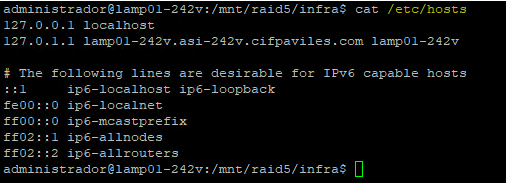 administrador@lamp01-242v:/mnt/raid5/infra$ cat /etc/hosts
127.0.0.1 localhost
127.0.1.1 lamp01-242v.asi-242v.cifpaviles.com lamp01-242v
# The following lines are desirable for IPv6 capable hosts
::1     ip6-localhost ip6-loopback
fe00::0 ip6-localnet
ff00::0 ip6-mcastprefix
ff02::1 ip6-allnodes
ff02::2 ip6-allrouters
administrador@lamp01-242v:/mnt/raid5/infra$